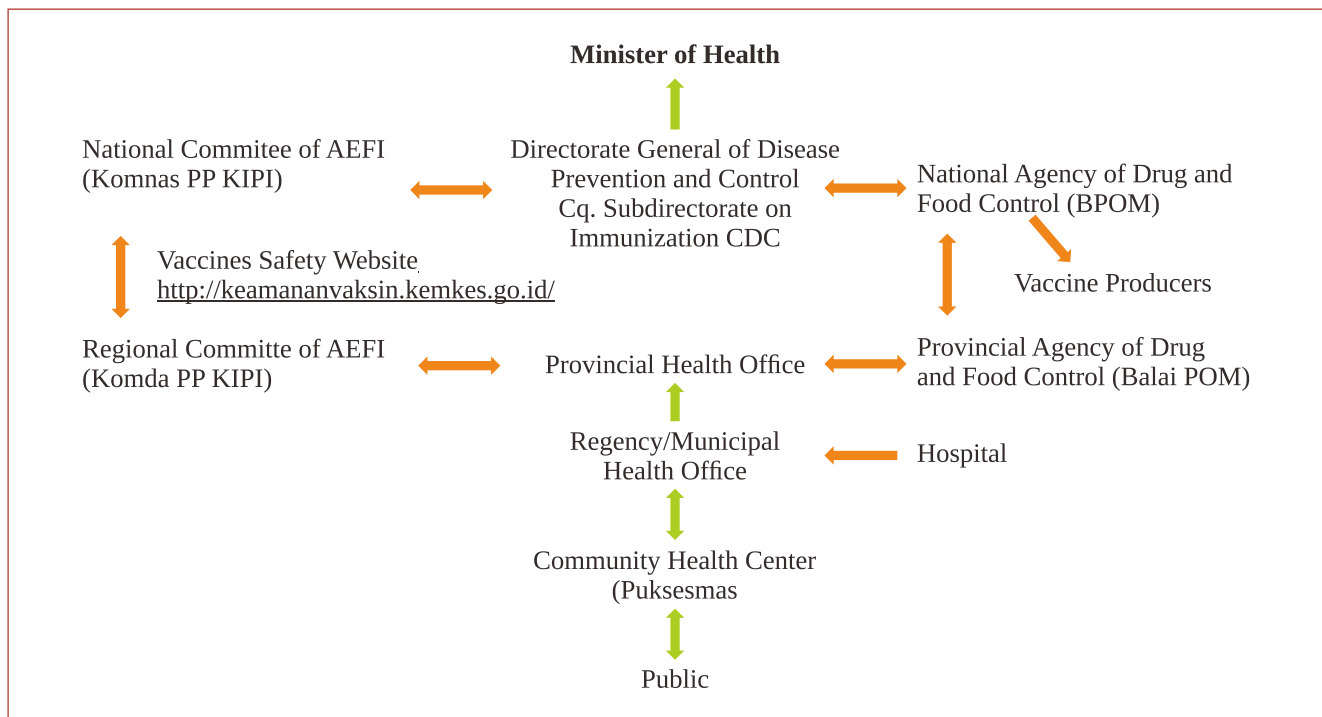 Minister of Health
National Commitee of AEFI
(Komnas PP KIPI)
Directorate General of Disease
Prevention and Control
Cq. Subdirectorate on
Immunization CDC
National Agency of Drug and
Food Control (BPOM)
Vaccines Safety Website
http://keamananvaksin.kemkes.go.id/
Vaccine Producers
Regional Committe of AEFI
(Komda PP KIPI)
Provincial Health Office
Provincial Agency of Drug
and Food Control (Balai POM)
Regency/Municipal
Health Office
Hospital
Community Health Center
(Puksesmas
Public